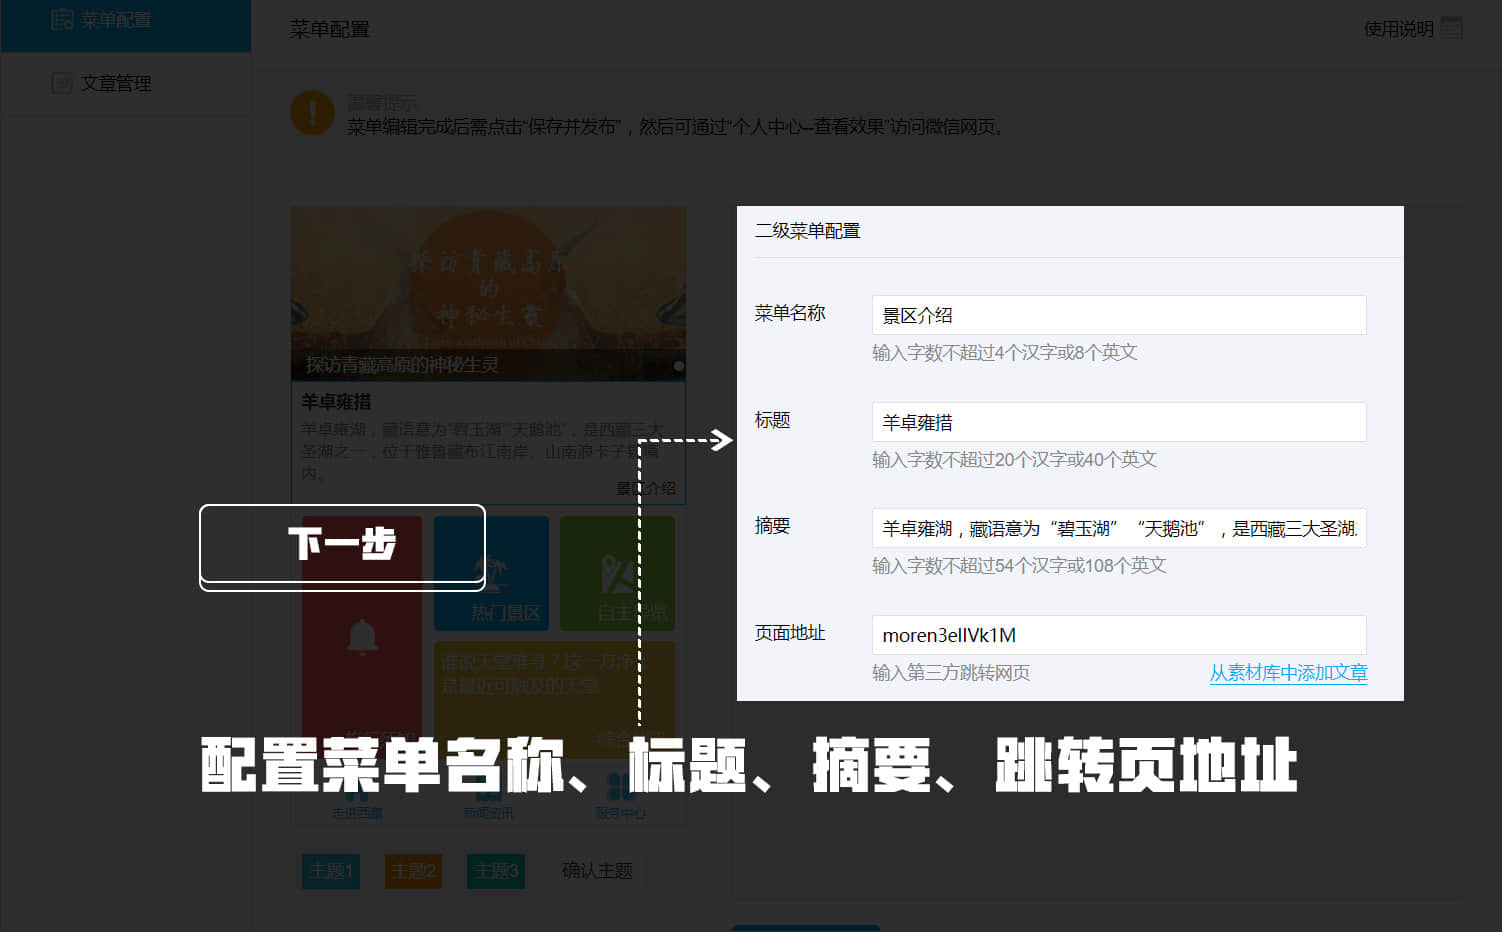 菜单配置
文章管理
菜单配置
使用说明
温馨提示
菜单编辑完成后需点击“保存并发布”，然后可通过“个人中心--查看效果”访问微信网页。
探访青藏高原
的
神秘生灵
探访青藏高原的神秘生灵
羊卓雍措
羊卓雍湖，藏语意为“碧玉湖”“天鹅池”，是西藏三大
圣湖之一，位于雅鲁藏布江南岸、山南浪卡子县境
内。
景区介绍
下一步
热门景区
自主导览
谁说天堂难寻？这一方净土
是最近可触及的天堂
走进西藏
新闻资讯
服务中心
主题1
主题2
主题3
确认主题
二级菜单配置
菜单名称
景区介绍
输入字数不超过4个汉字或8个英文
标题
羊卓雍措
输入字数不超过20个汉字或40个英文
摘要
羊卓雍湖，藏语意为“碧玉湖”“天鹅池”，是西藏三大圣湖.
输入字数不超过54个汉字或108个英文
页面地址
moren3elIVk1M
输入第三方跳转网页
从素材库中添加文章
配置菜单名称、标题、摘要、跳转页地址